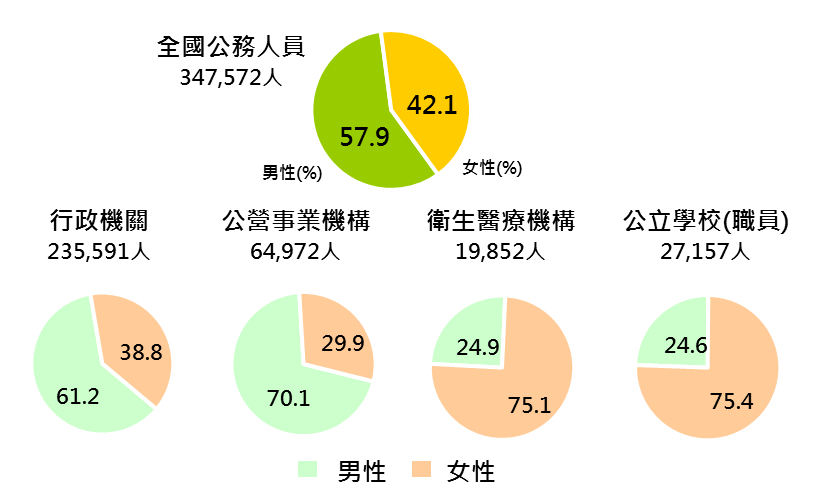 全國公務人員
347,572人
42.1
57.9
男性(%)
女性(%)
行政機關
235,591人
公營事業機構
64,972人
衛生醫療機構
19,852人
公立學校(職員)
27,157人
38.8
61.2
29.9
70.1
24.9
75.1
24.6
75.4
男性
女性